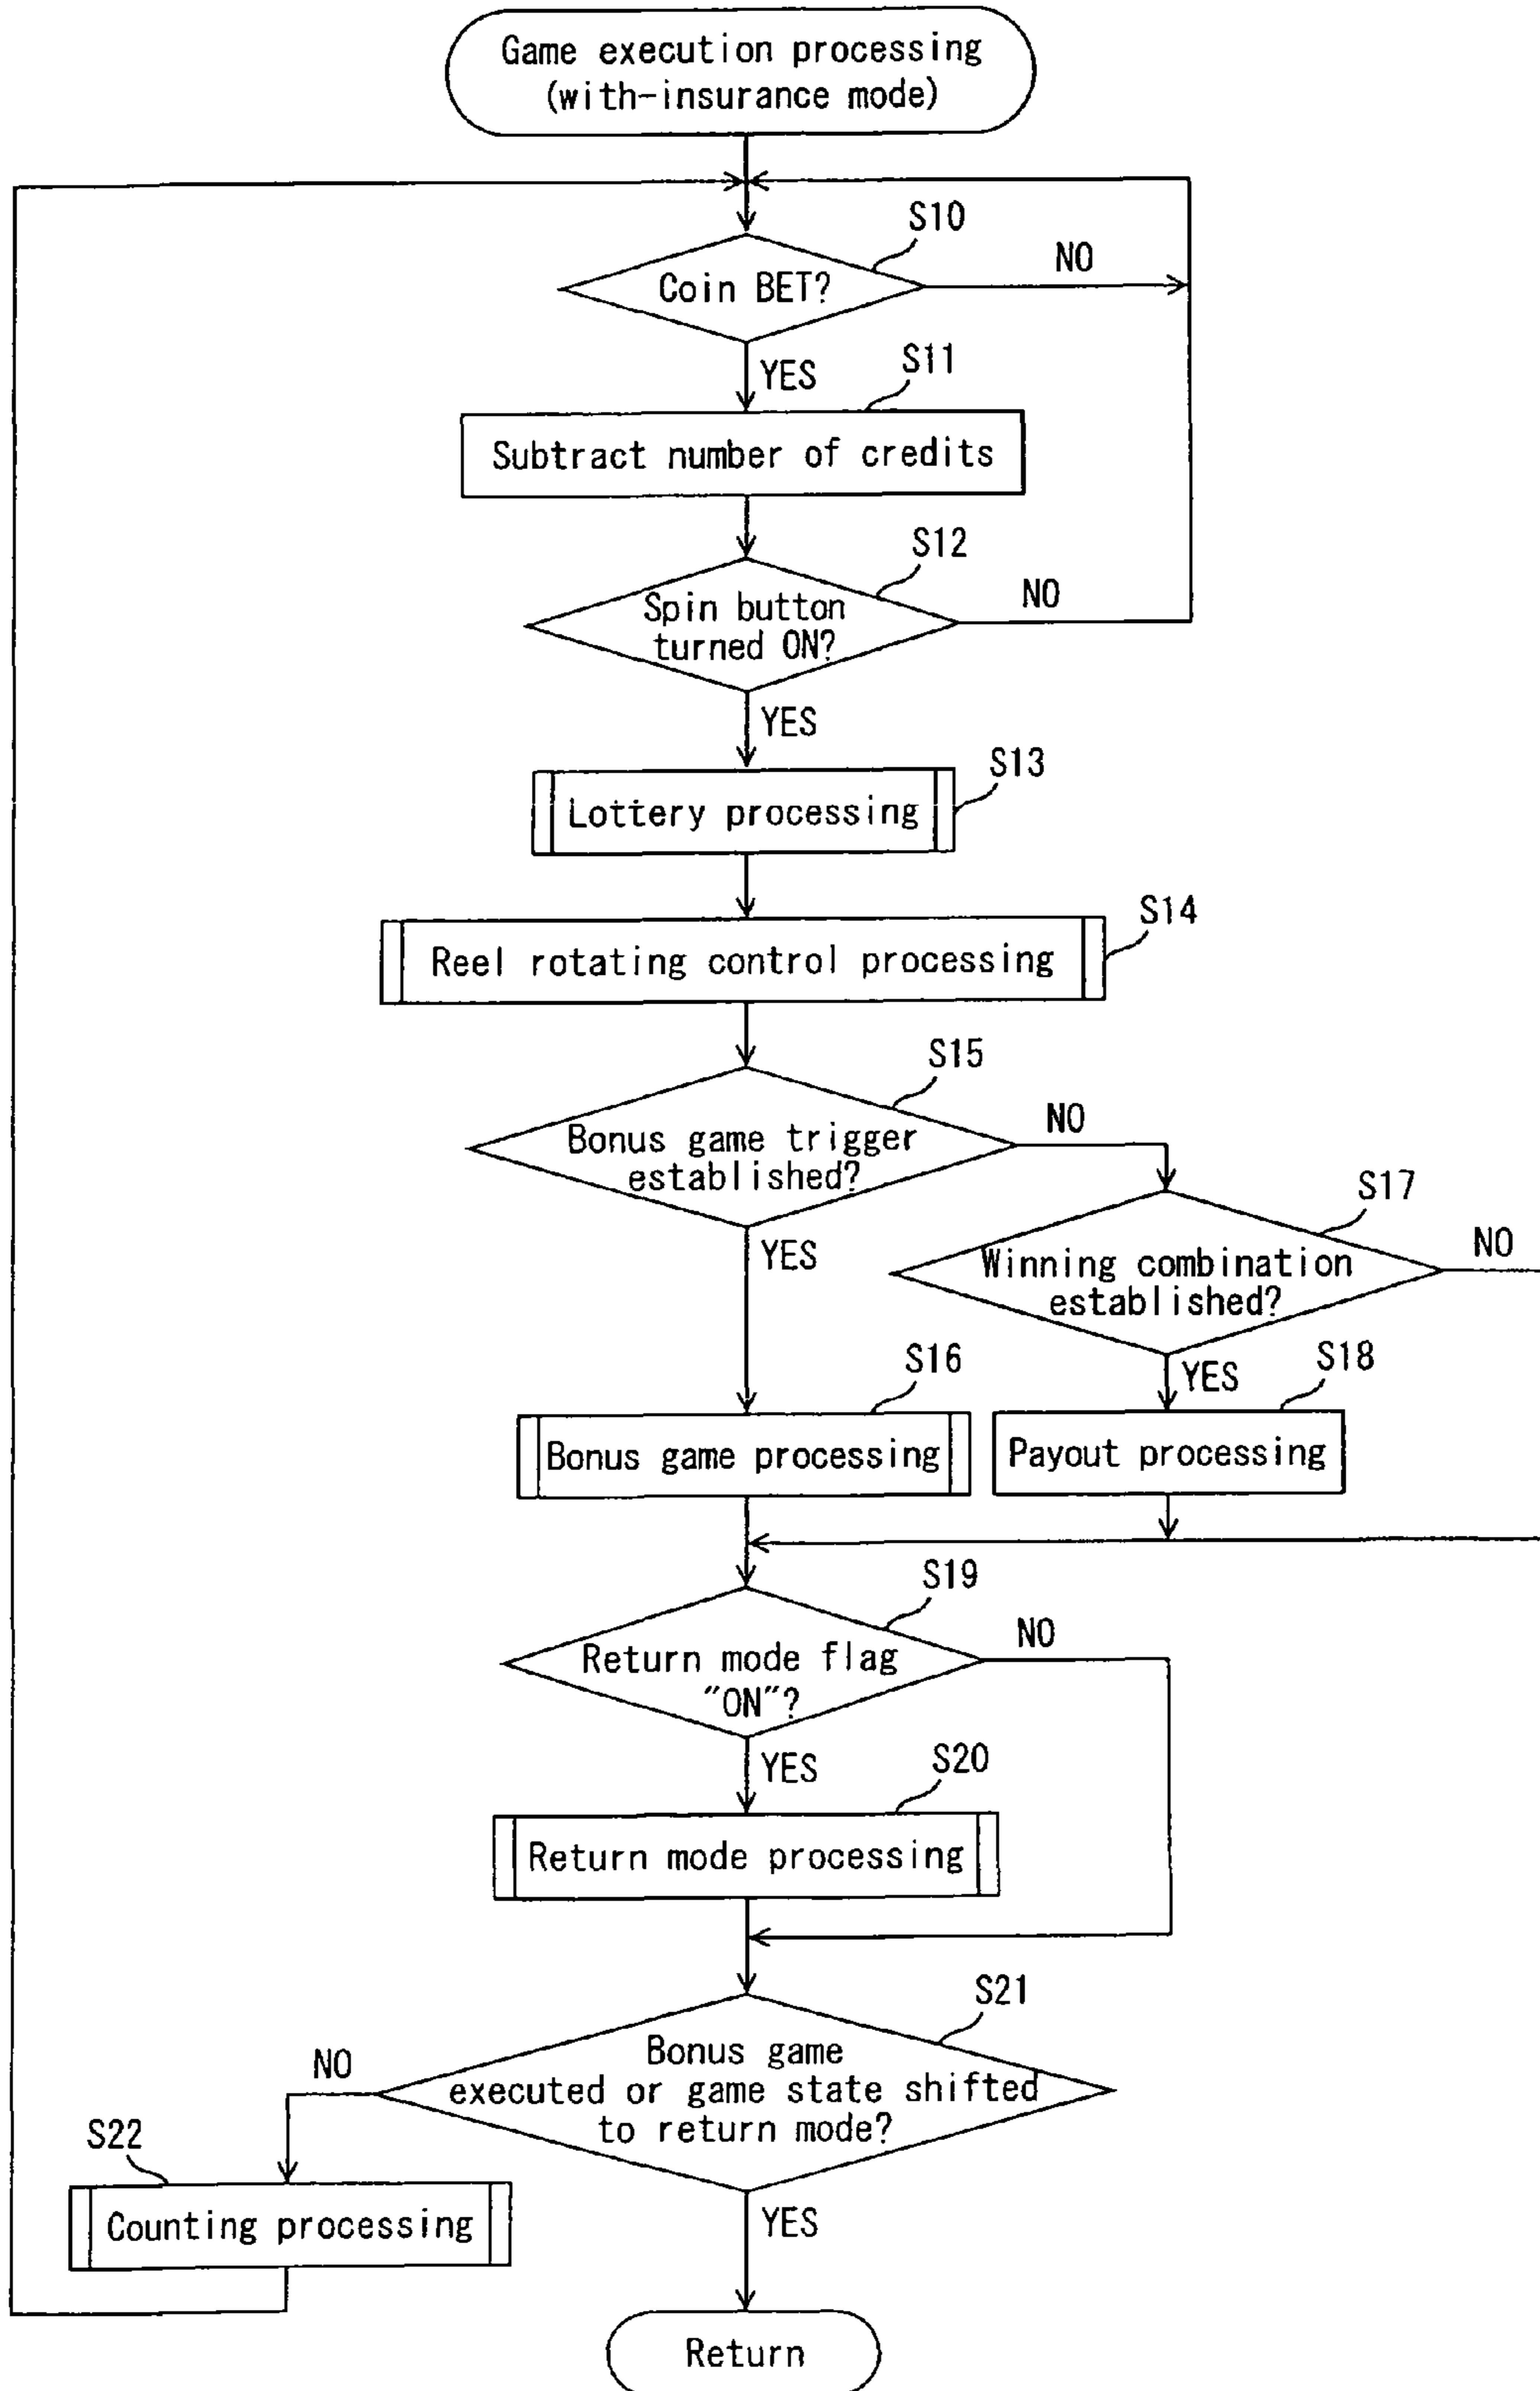 Game execution processing
(with-insurance mode)
S10
Coin BET?
NO
YES
S11
Subtract number of credits
S12
Spin button
turned ON?
NO
YES
S13
Lottery processing
S14
Reel rotating control processing
S15
Bonus game trigger
established?
NO
YES
S17
Winning combination
established?
NO
YES
S16
Bonus game processing
S18
Payout processing
S19
Return mode flag
"ON"?
NO
YES
S20
Return mode processing
S21
Bonus game
executed or game state shifted
to return mode?
NO
YES
S22
Counting processing
Return